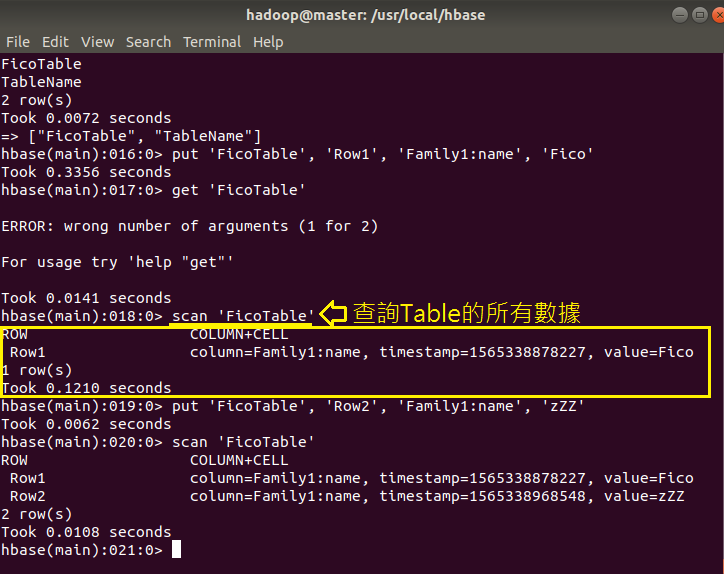 hadoop@master: /usr/local/hbase
File Edit View Search Terminal Help
FicoTable
TableName
2 row(s)
Took 0.0072 seconds
=> ["FicoTable", "TableName"]
hbase(main):016:0> put 'FicoTable', 'Row1', 'Family1:name', 'Fico'
Took 0.3356 seconds
hbase(main):017:0> get 'FicoTable'
ERROR: wrong number of arguments (1 for 2)
For usage try 'help "get"'
Took 0.0141 seconds
hbase(main):018:0> scan 'FicoTable' 查詢Table的所有數據
ROW COLUMN+CELL
Row1 column=Family1:name, timestamp=1565338878227, value=Fico
1 row(s)
Took 0.1210 seconds
hbase(main):019:0> put 'FicoTable', 'Row2', 'Family1:name', 'zZZ'
Took 0.0062 seconds
hbase(main):020:0> scan 'FicoTable'
ROW COLUMN+CELL
Row1 column=Family1:name, timestamp=1565338878227, value=Fico
Row2 column=Family1:name, timestamp=1565338968548, value=zZZ
2 row(s)
Took 0.0108 seconds
hbase(main):021:0>